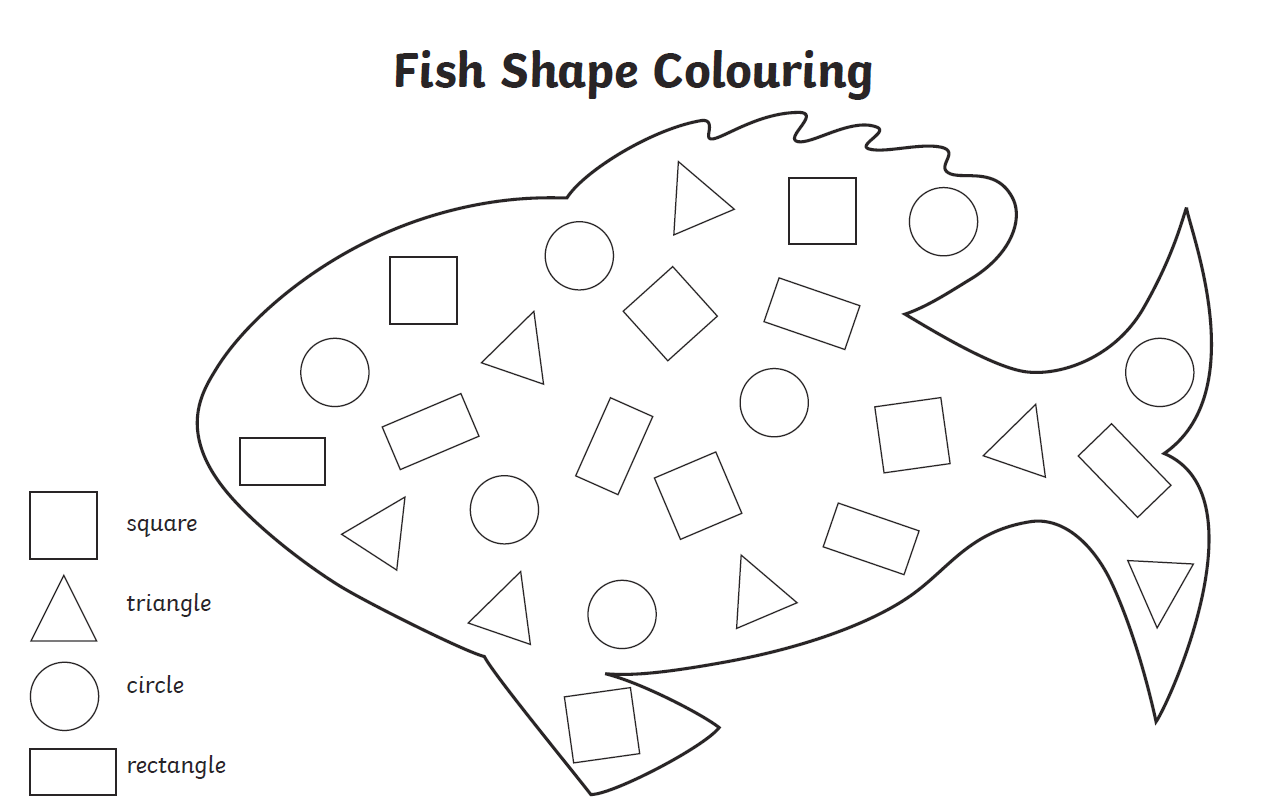 Fish Shape Colouring
square
triangle
circle
rectangle